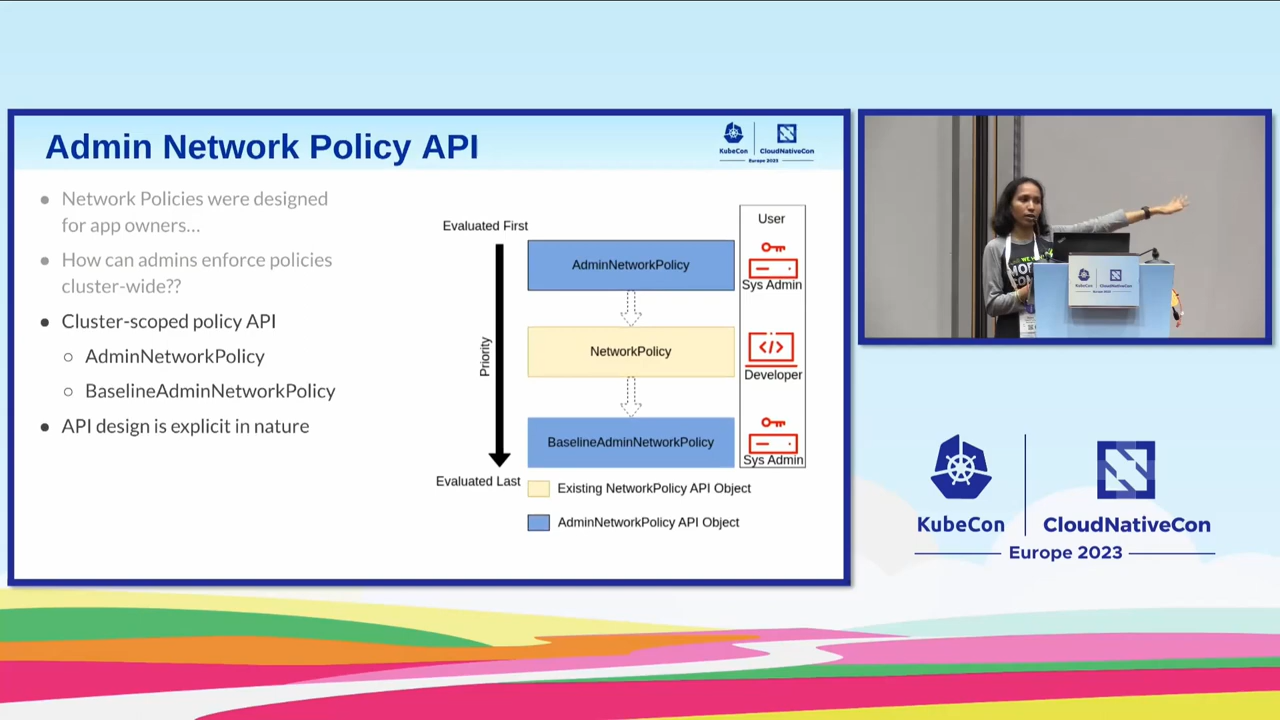 Admin Network Policy API
KubeCon
CloudNativeCon
Europe 2023
Network Policies were designed
for app owners...
How can admins enforce policies
cluster-wide??
Cluster-scoped policy API
AdminNetworkPolicy
BaselineAdminNetworkPolicy
API design is explicit in nature
Evaluated First
Priority
Evaluated Last
AdminNetworkPolicy
NetworkPolicy
BaselineAdminNetworkPolicy
User
Sys Admin
</>
Developer
Sys Admin
Existing NetworkPolicy API Object
AdminNetworkPolicy API Object
KubeCon
CloudNativeCon
KubeCon
CloudNativeCon
Europe 2023